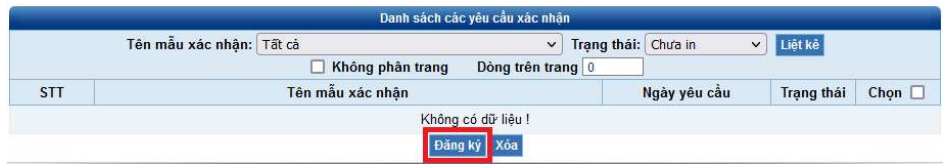 Danh sách các yêu cầu xác nhận
Tên mẫu xác nhận: Tất cả Trạng thái: Chưa in Liệt kê
Không phân trang Dòng trên trang 0
STT Tên mẫu xác nhận Ngày yêu cầu Trạng thái Chọn
Không có dữ liệu !
Đăng ký Xóa